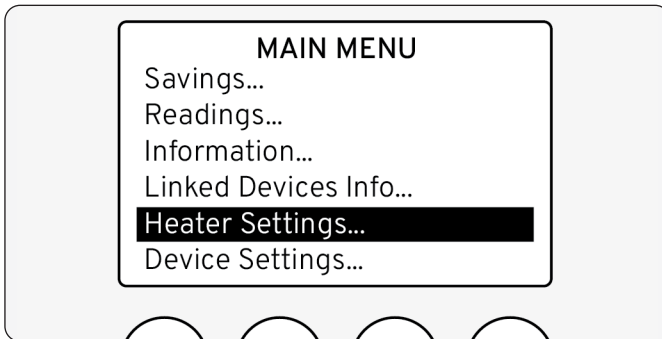 MAIN MENU
Savings...
Readings...
Information...
Linked Devices Info...
Heater Settings...
Device Settings...